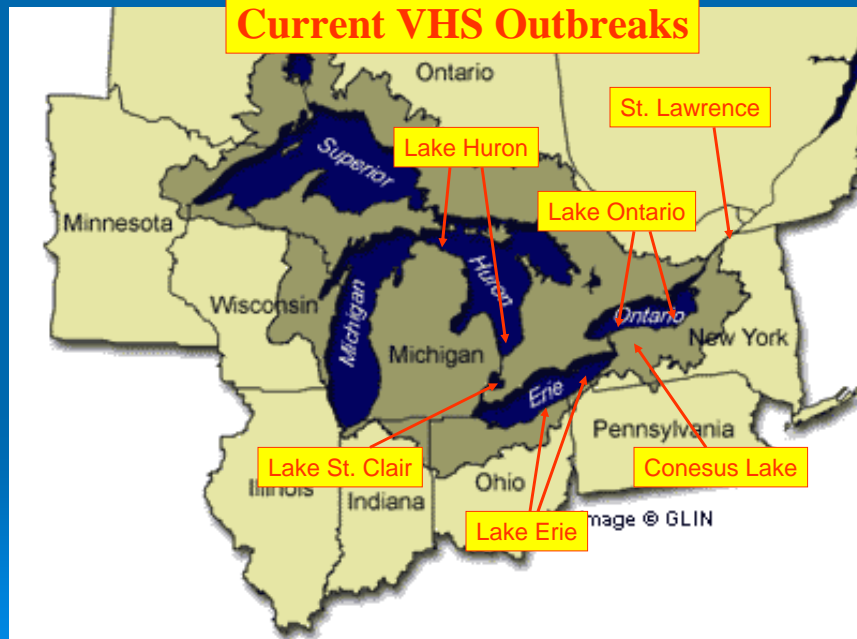 Current VHS Outbreaks
Ontario
St. Lawrence
Lake Huron
Superior
Lake Ontario
Minnesota
Huron
Wisconsin
Michigan
Ontario
New York
Michigan
Erie
Pennsylvania
Lake St. Clair
Conesus Lake
Illinois
Indiana
Ohio
Lake Erie
mage © GLIN